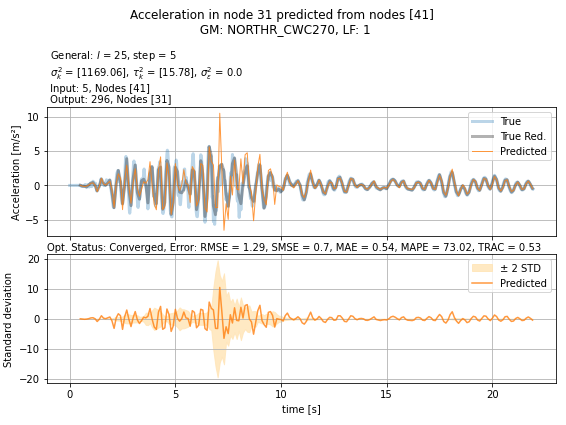 Acceleration in node 31 predicted from nodes [41]
GM: NORTHR_CWC270, LF: 1
General: l = 25, step = 5
σ²ₖ = [1169.06], τ²ₖ = [15.78], σ²ε = 0.0
Input: 5, Nodes [41]
Output: 296, Nodes [31]
10
5
0
−5
Acceleration [m/s²]
True
True Red.
Predicted
Opt. Status: Converged, Error: RMSE = 1.29, SMSE = 0.7, MAE = 0.54, MAPE = 73.02, TRAC = 0.53
20
10
0
−10
−20
Standard deviation
± 2 STD
Predicted
0 5 10 15 20
time [s]